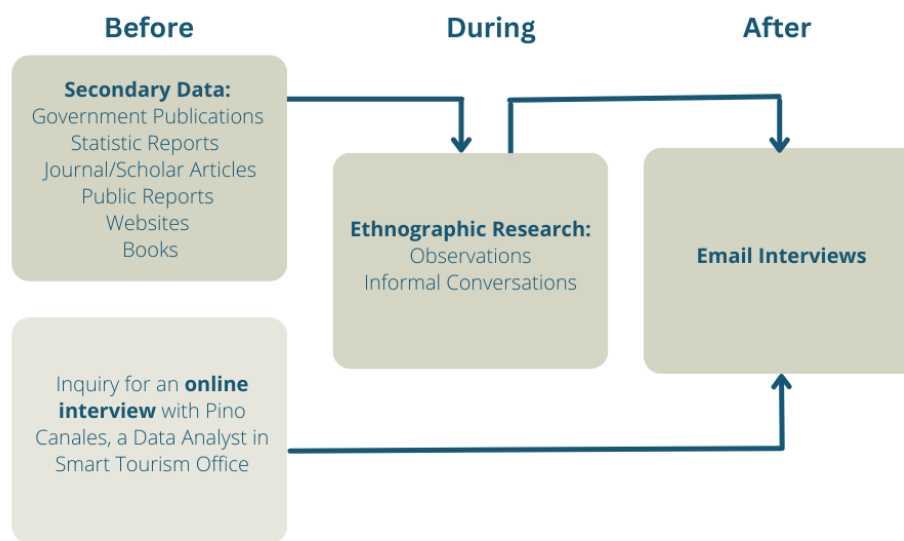 Before
During
After
Secondary Data:
Government Publications
Statistic Reports
Journal/Scholar Articles
Public Reports
Websites
Books
Inquiry for an online
interview with Pino
Canales, a Data Analyst in
Smart Tourism Office
Ethnographic Research:
Observations
Informal Conversations
Email Interviews